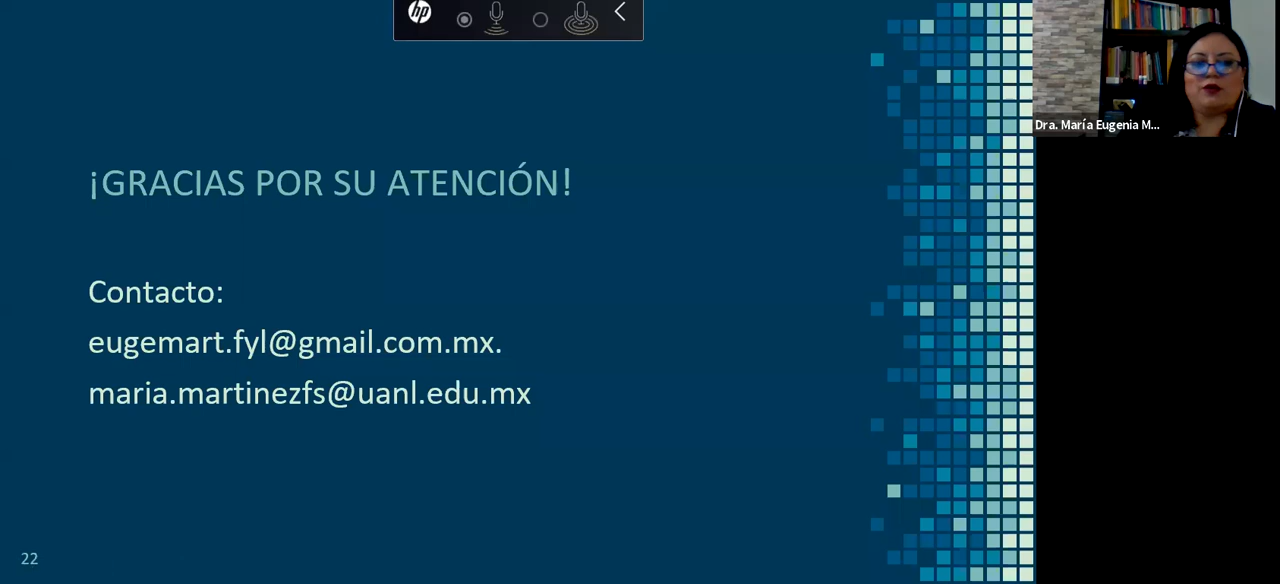 hp
Dra. María Eugenia M...
¡GRACIAS POR SU ATENCIÓN!
Contacto:
eugemart.fyl@gmail.com.mx.
maria.martinezfs@uanl.edu.mx
22